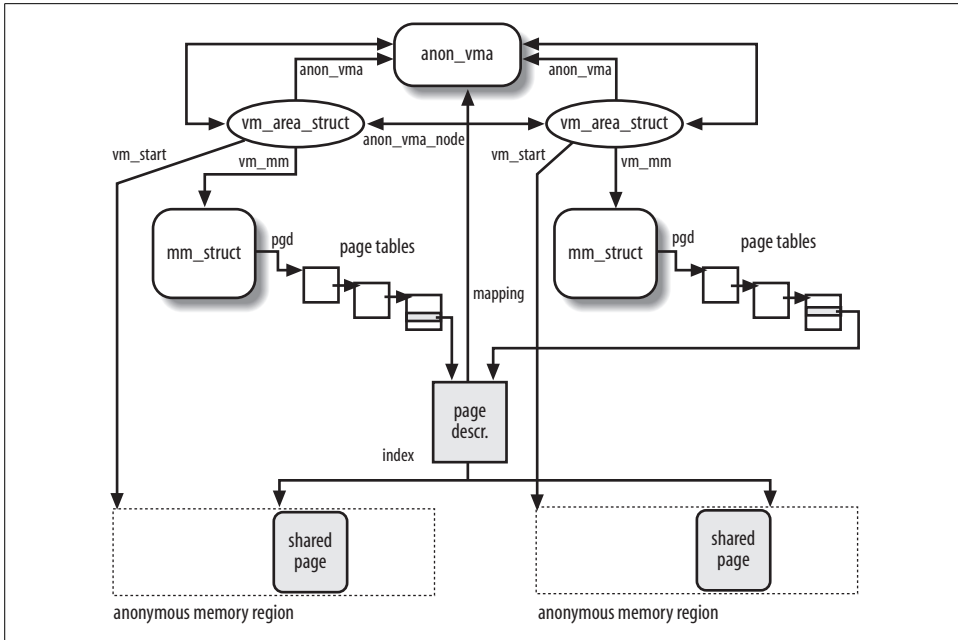 anon_vma
anon_vma
anon_vma
vm_area_struct
vm_area_struct
anon_vma_node
vm_start
vm_mm
vm_start
vm_mm
mm_struct
pgd
page tables
mm_struct
pgd
page tables
mapping
page
descr.
index
shared
page
shared
page
anonymous memory region
anonymous memory region